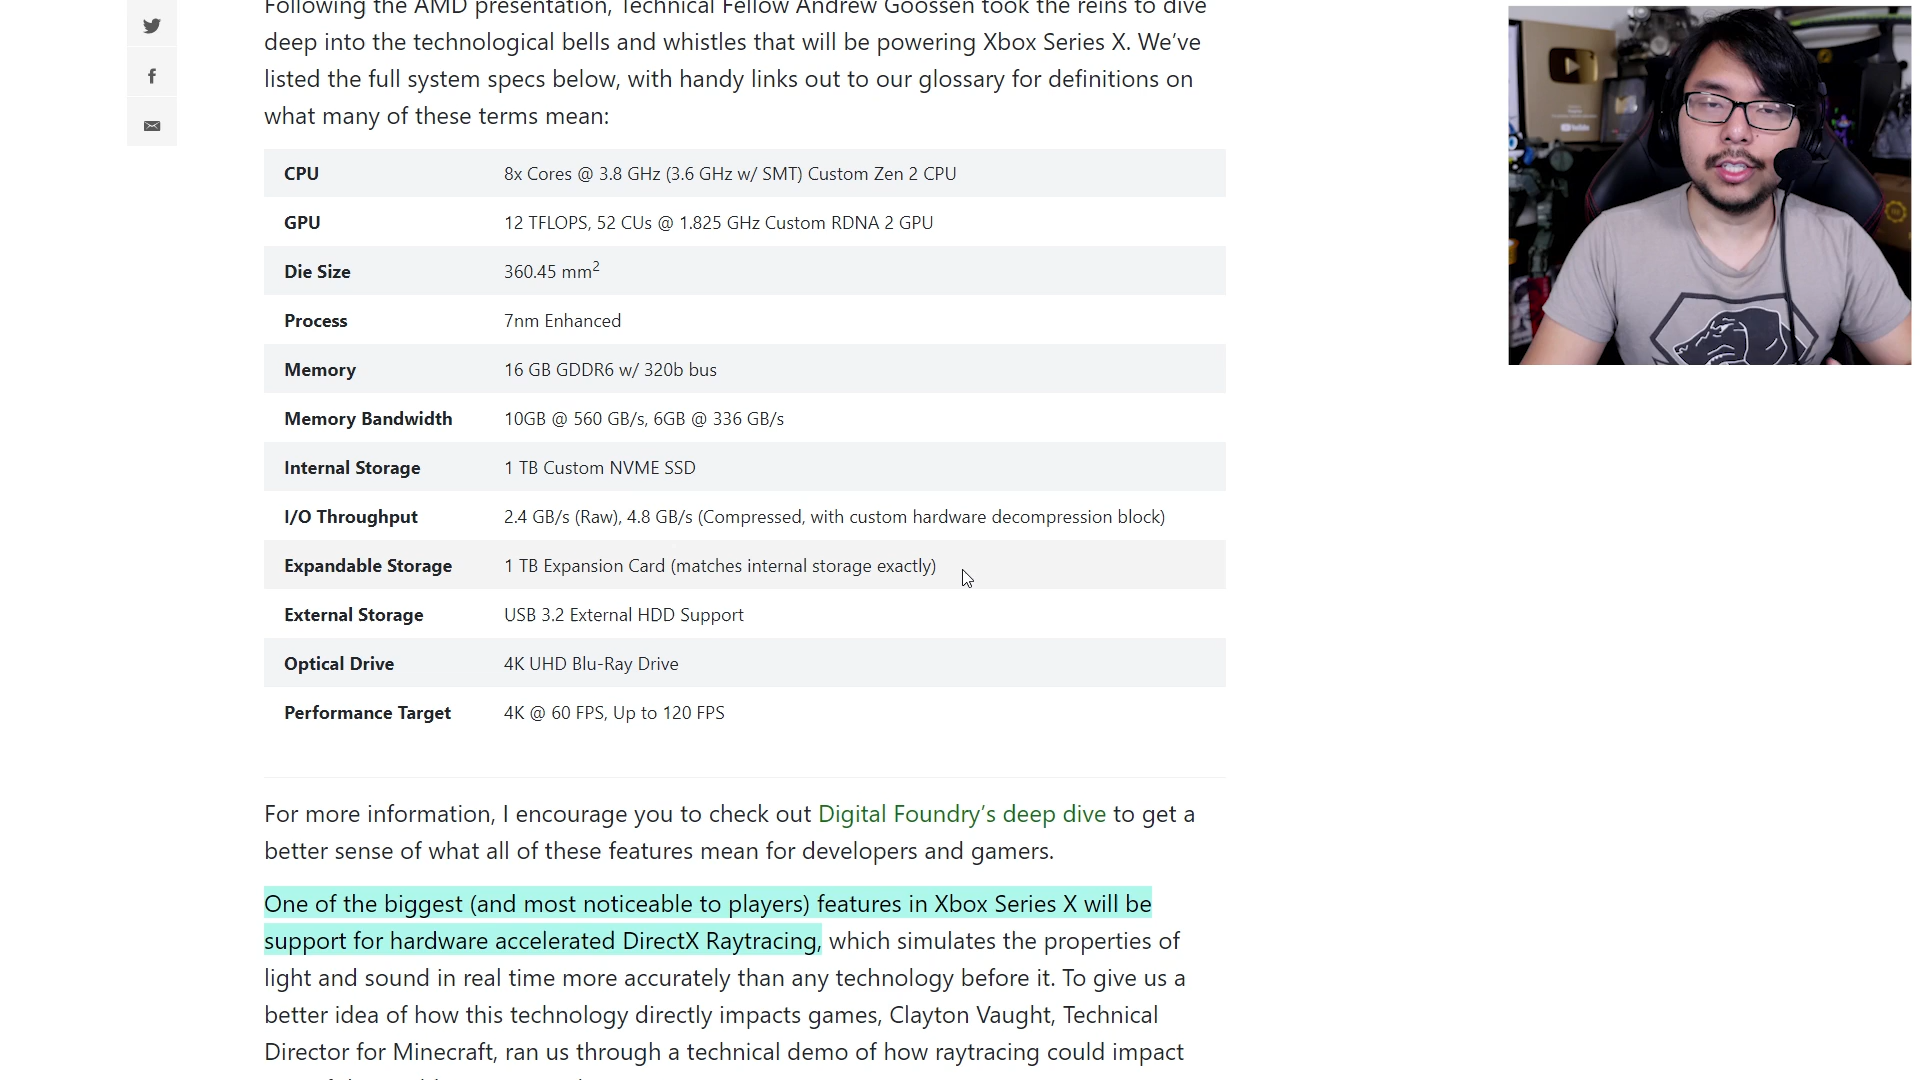 Following the AMD presentation, Technical Fellow Andrew Goossen took the reins to dive
deep into the technological bells and whistles that will be powering Xbox Series X. We’ve
listed the full system specs below, with handy links out to our glossary for definitions on
what many of these terms mean:
CPU 8x Cores @ 3.8 GHz (3.6 GHz w/ SMT) Custom Zen 2 CPU
GPU 12 TFLOPS, 52 CUs @ 1.825 GHz Custom RDNA 2 GPU
Die Size 360.45 mm²
Process 7nm Enhanced
Memory 16 GB GDDR6 w/ 320b bus
Memory Bandwidth 10GB @ 560 GB/s, 6GB @ 336 GB/s
Internal Storage 1 TB Custom NVME SSD
I/O Throughput 2.4 GB/s (Raw), 4.8 GB/s (Compressed, with custom hardware decompression block)
Expandable Storage 1 TB Expansion Card (matches internal storage exactly)
External Storage USB 3.2 External HDD Support
Optical Drive 4K UHD Blu-Ray Drive
Performance Target 4K @ 60 FPS, Up to 120 FPS
For more information, I encourage you to check out Digital Foundry’s deep dive to get a
better sense of what all of these features mean for developers and gamers.
One of the biggest (and most noticeable to players) features in Xbox Series X will be
support for hardware accelerated DirectX Raytracing, which simulates the properties of
light and sound in real time more accurately than any technology before it. To give us a
better idea of how this technology directly impacts games, Clayton Vaught, Technical
Director for Minecraft, ran us through a technical demo of how raytracing could impact